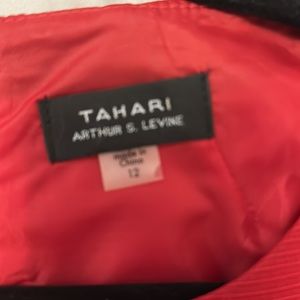 TAHARI
ARTHUR S. LEVINE
made in
China
12